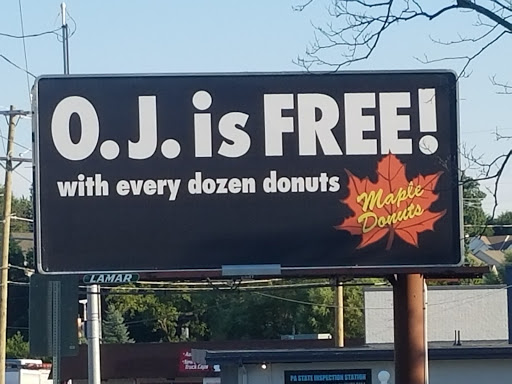 O.J. is FREE!
with every dozen donuts
Maple
Donuts
LAMAR
PA STATE INSPECTION STATION